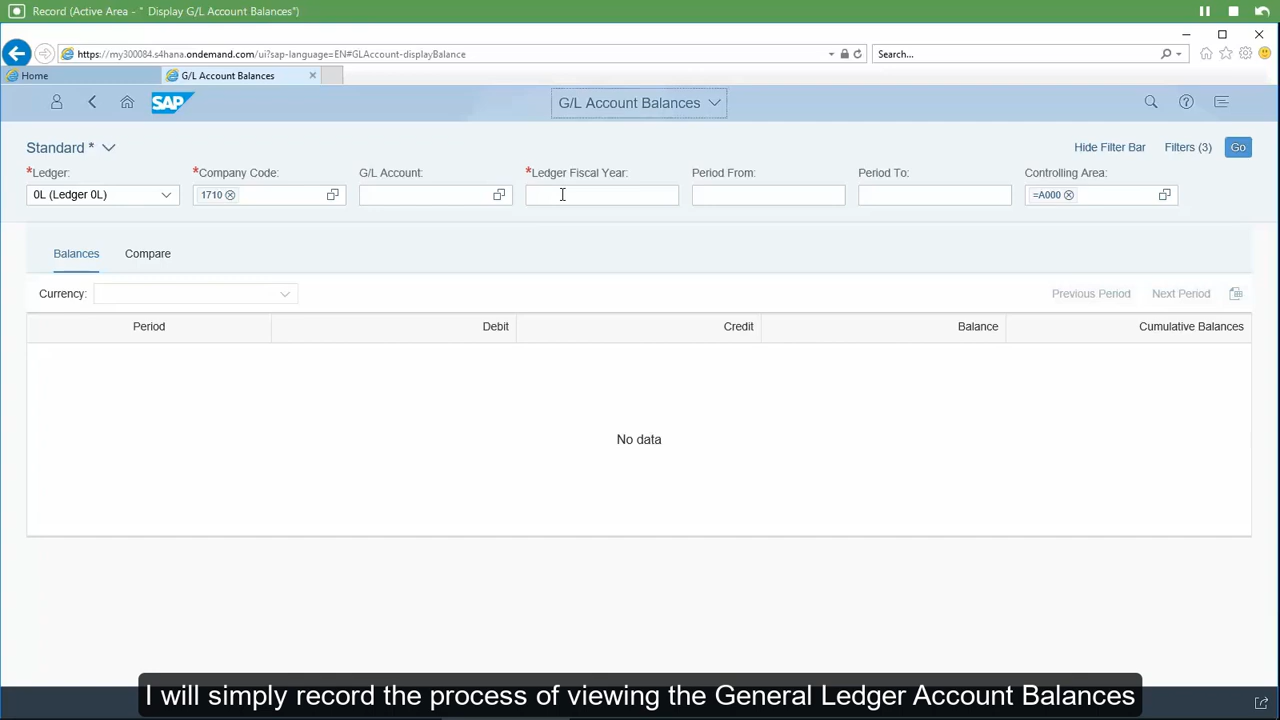 Record (Active Area - " Display G/L Account Balances")
https://my300084.s4hana.ondemand.com/ui?sap-language=EN#GLAccount-displayBalance
Search...
Home
G/L Account Balances
SAP
G/L Account Balances
Standard *
Hide Filter Bar
Filters (3)
Go
*Ledger:
*Company Code:
G/L Account:
*Ledger Fiscal Year:
Period From:
Period To:
Controlling Area:
0L (Ledger 0L)
1710
=A000
Balances
Compare
Currency:
Previous Period
Next Period
Period
Debit
Credit
Balance
Cumulative Balances
No data
I will simply record the process of viewing the General Ledger Account Balances